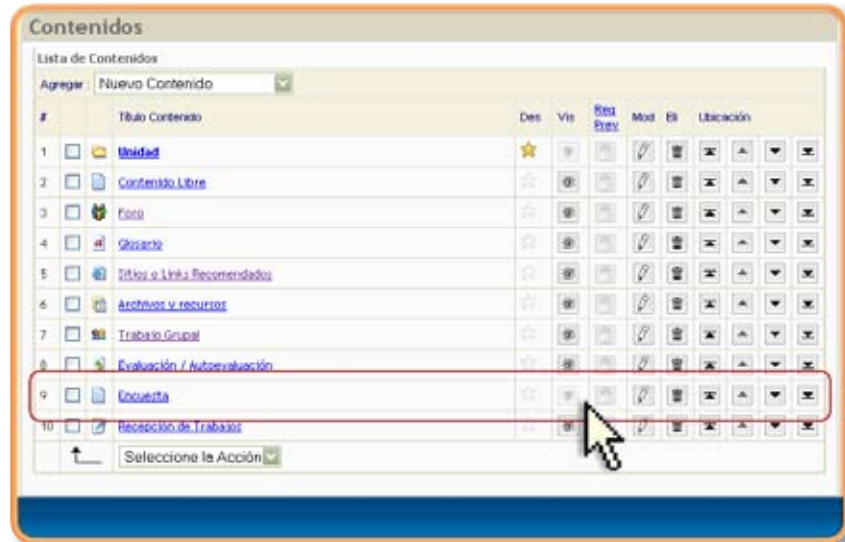 Contenidos
Lista de Contenidos
Agregar: Nuevo Contenido
# Título Contenido Des Vis Req Prev Mod Eli Ubicación
1 Unidad
2 Contenido Libre
3 Foro
4 Glosario
5 Sitios o Links Recomendados
6 Archivos y recursos
7 Trabajo Grupal
8 Evaluación / Autoevaluación
9 Encuesta
10 Recepción de Trabajos
Seleccione la Acción